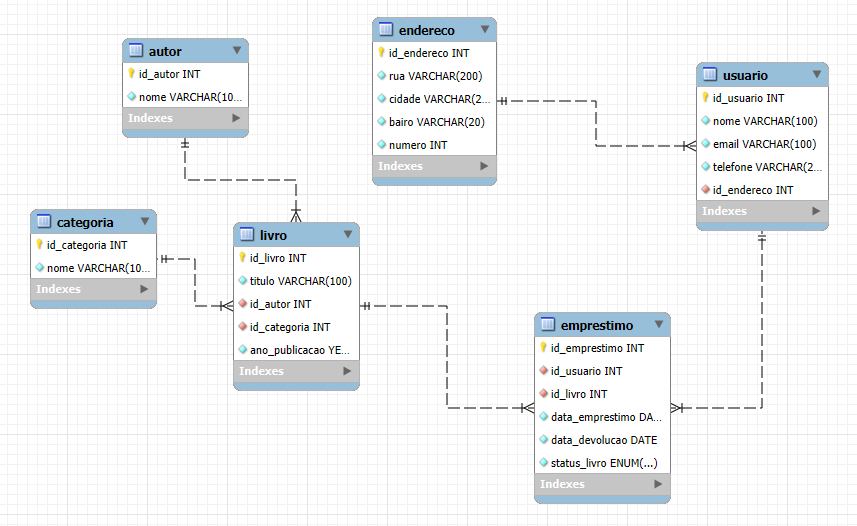 autor
id_autor INT
nome VARCHAR(10...
Indexes
endereco
id_endereco INT
rua VARCHAR(200)
cidade VARCHAR(2...
bairo VARCHAR(20)
numero INT
Indexes
usuario
id_usuario INT
nome VARCHAR(100)
email VARCHAR(100)
telefone VARCHAR(2...
id_endereco INT
Indexes
categoria
id_categoria INT
nome VARCHAR(10...
Indexes
livro
id_livro INT
titulo VARCHAR(100)
id_autor INT
id_categoria INT
ano_publicacao YE...
Indexes
emprestimo
id_emprestimo INT
id_usuario INT
id_livro INT
data_emprestimo DA...
data_devolucao DATE
status_livro ENUM(...)
Indexes